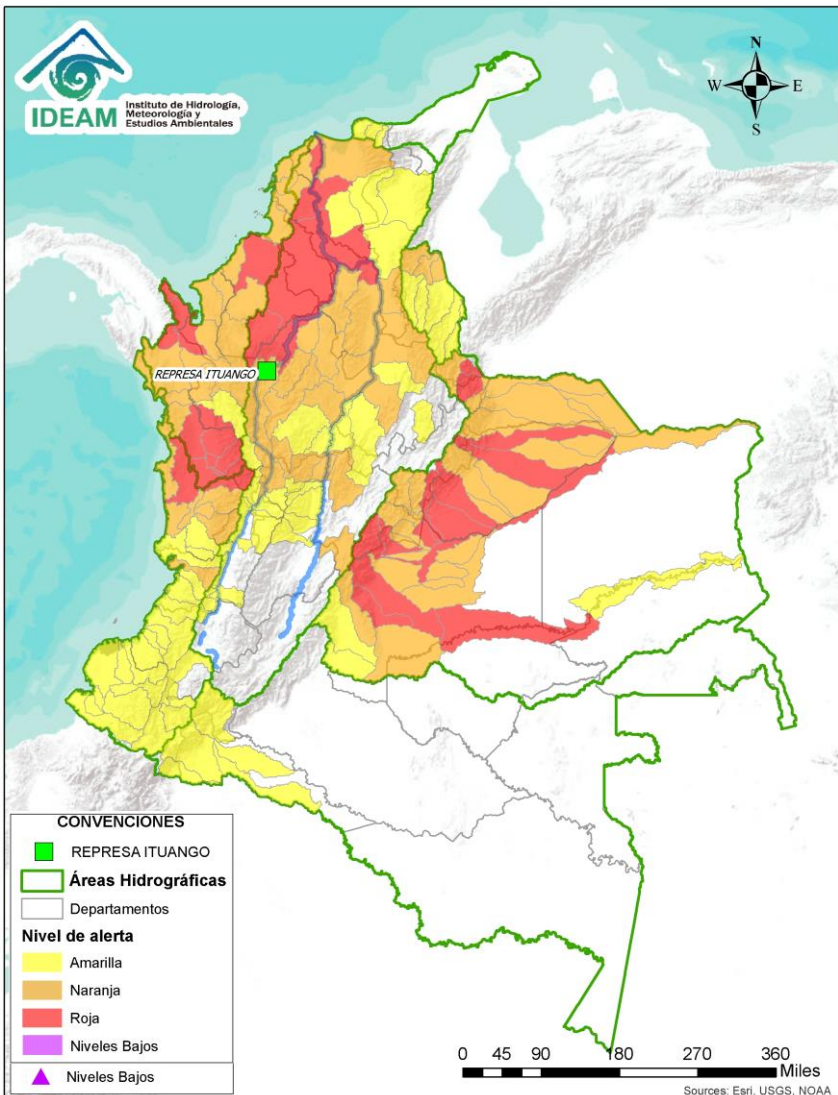 IDEAM
Instituto de Hidrología,
Meteorología y
Estudios Ambientales
N
W
E
S
REPRESA ITUANGO
CONVENCIONES
REPRESA ITUANGO
Áreas Hidrográficas
Departamentos
Nivel de alerta
Amarilla
Naranja
Roja
Niveles Bajos
Niveles Bajos
0 45 90 180 270 360
Miles
Sources: Esri, USGS, NOAA